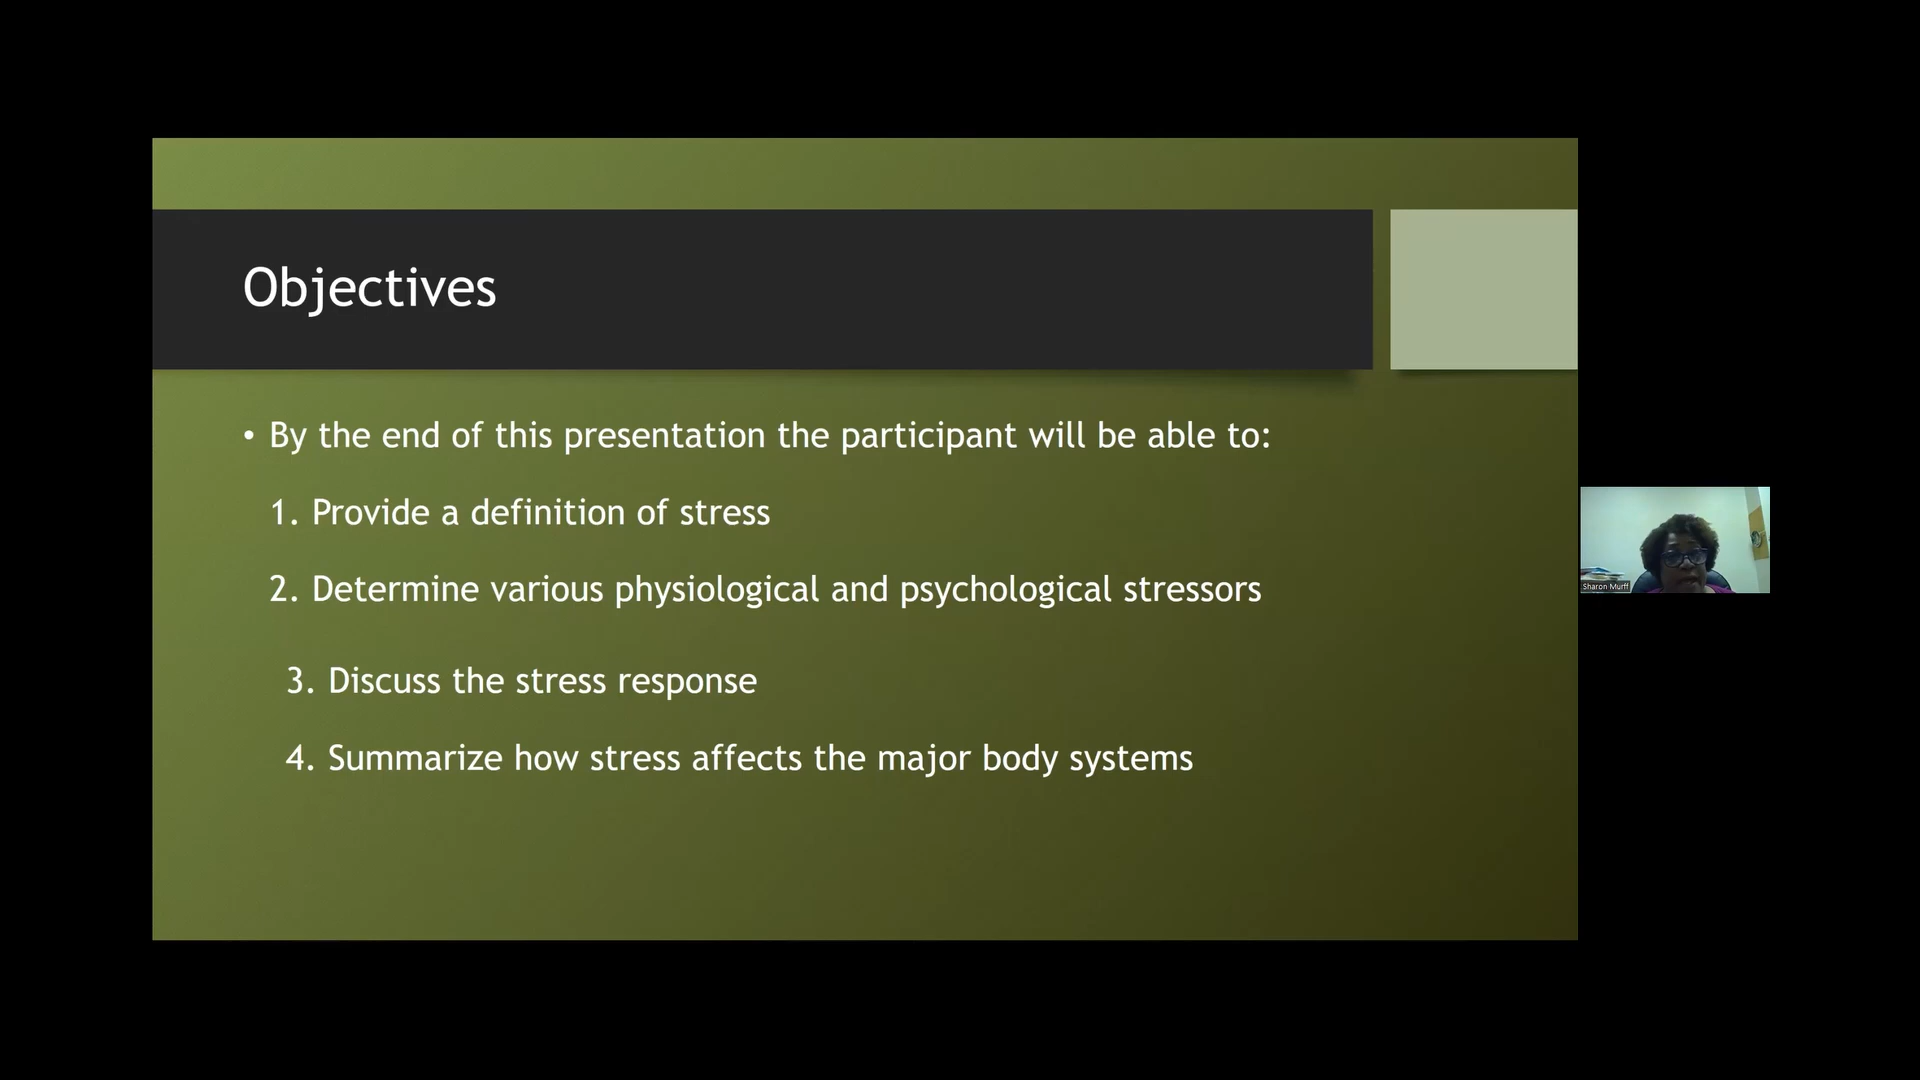 Objectives
• By the end of this presentation the participant will be able to:
1. Provide a definition of stress
2. Determine various physiological and psychological stressors
3. Discuss the stress response
4. Summarize how stress affects the major body systems
Sharon Murff